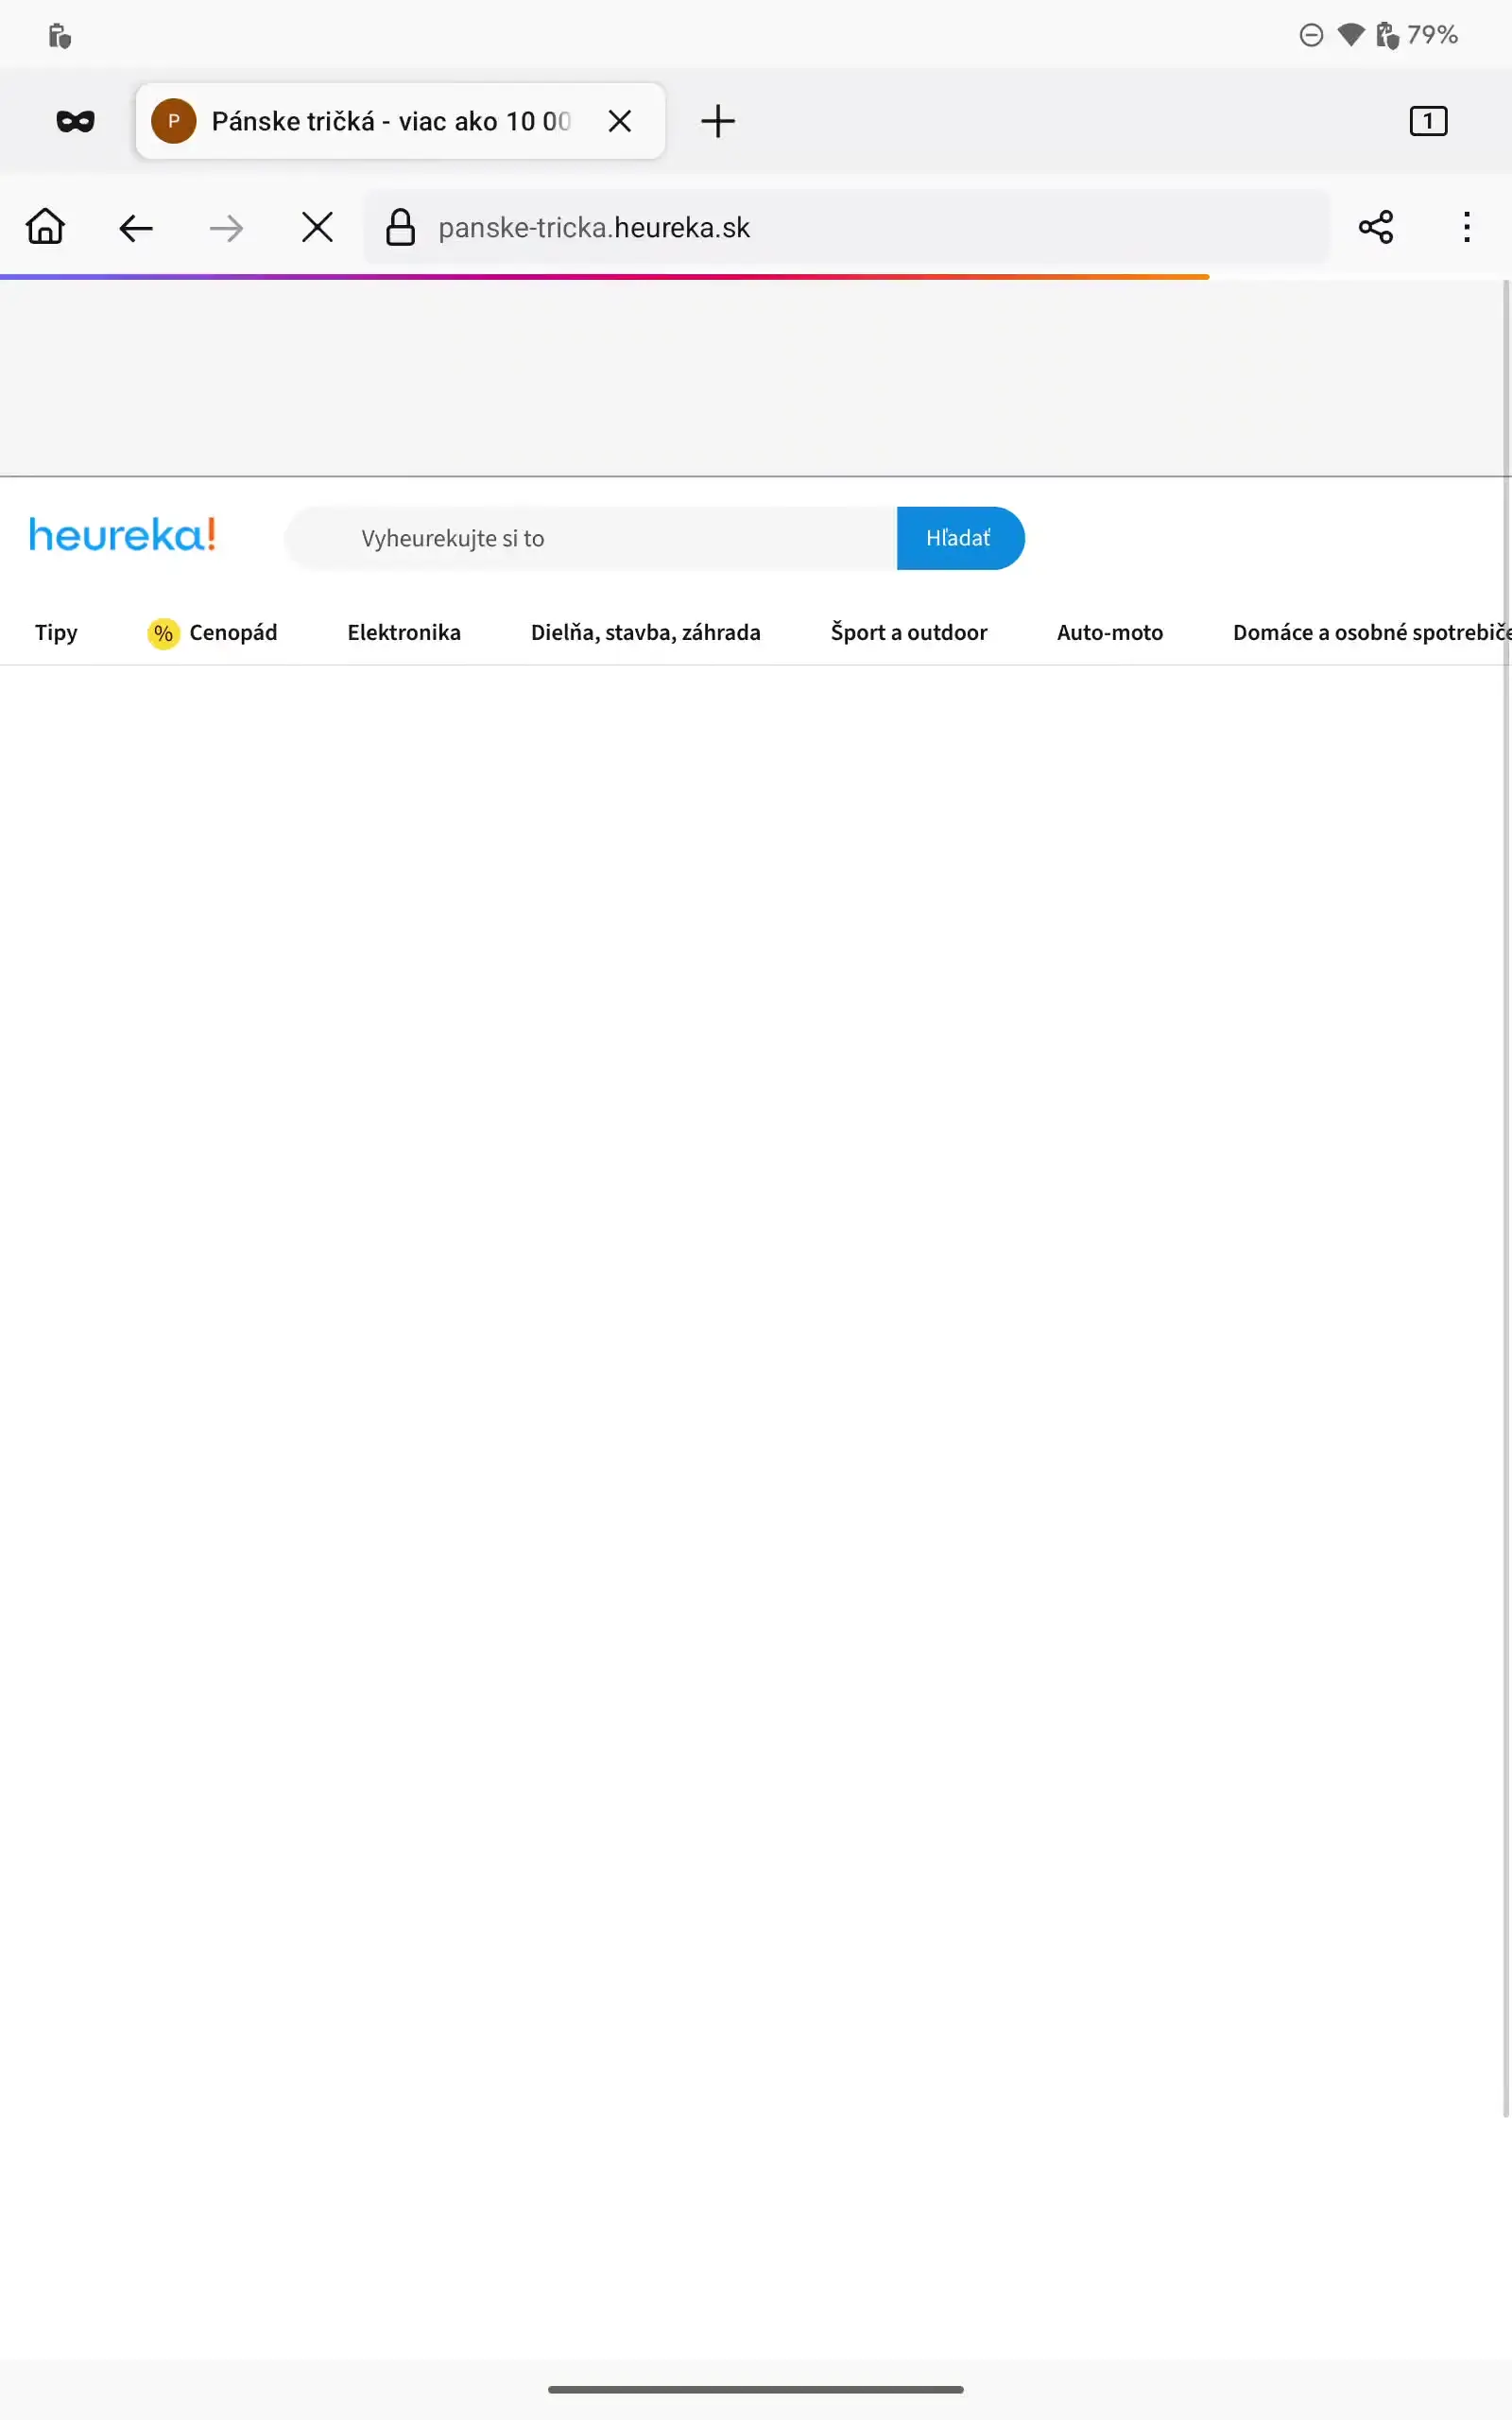 79%
P Pánske tričká - viac ako 10 00
1
panske-tricka.heureka.sk
heureka!
Vyheurekujte si to
Hľadať
Tipy % Cenopád Elektronika Dielňa, stavba, záhrada Šport a outdoor Auto-moto Domáce a osobné spotrebiče